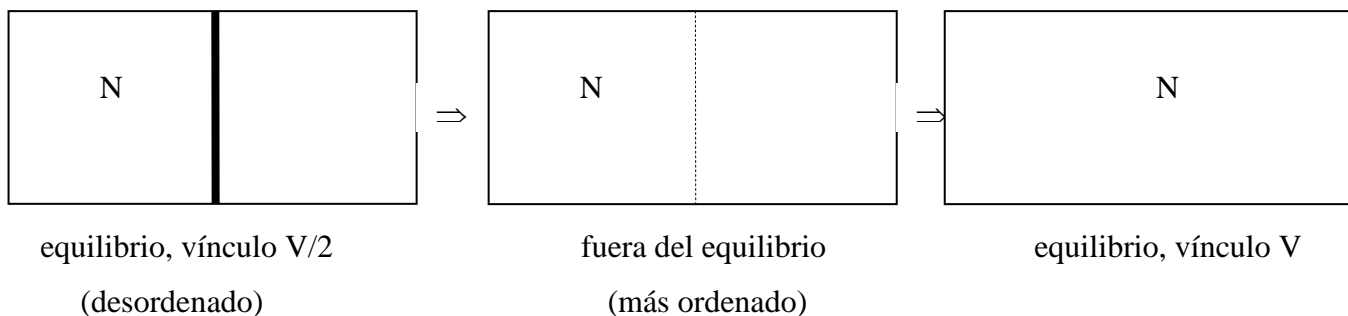 N N N
⇒ ⇒
equilibrio, vínculo V/2 fuera del equilibrio equilibrio, vínculo V
(desordenado) (más ordenado)